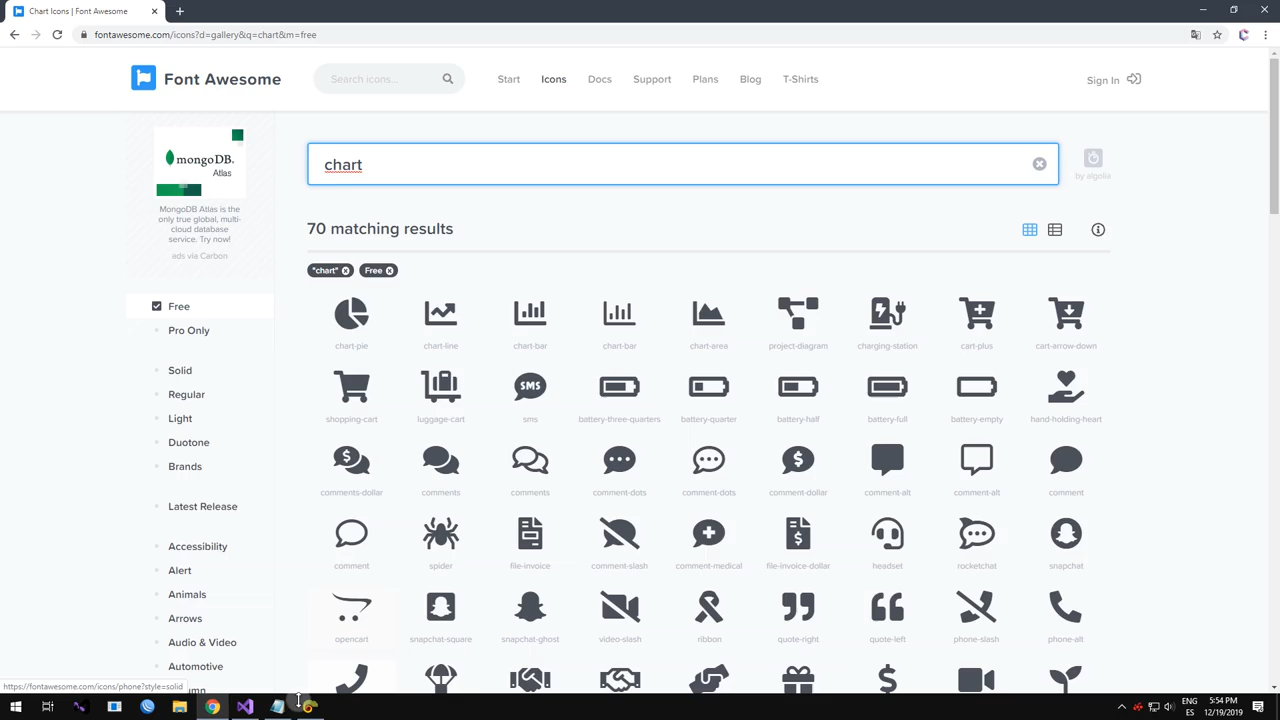 Chart Icons | Font Awesome
fontawesome.com/icons?d=gallery&q=chart&m=free
Font Awesome
Search icons...
Start
Icons
Docs
Support
Plans
Blog
T-Shirts
Sign In
mongoDB.
Atlas
MongoDB Atlas is the
only true global, multi-
cloud database
service. Try now!
ads via Carbon
chart
by algolia
70 matching results
"chart"
Free
Free
Pro Only
Solid
Regular
Light
Duotone
Brands
Latest Release
Accessibility
Alert
Animals
Arrows
Audio & Video
Automotive
chart-pie
chart-line
chart-bar
chart-bar
chart-area
project-diagram
charging-station
cart-plus
cart-arrow-down
SMS
shopping-cart
luggage-cart
sms
battery-three-quarters
battery-quarter
battery-half
battery-full
battery-empty
hand-holding-heart
comments-dollar
comments
comments
comment-dots
comment-dots
comment-dollar
comment-alt
comment-alt
comment
comment
spider
file-invoice
comment-slash
comment-medical
file-invoice-dollar
headset
rocketchat
snapchat
opencart
snapchat-square
snapchat-ghost
video-slash
ribbon
quote-right
quote-left
phone-slash
phone-alt
https://fontawesome.com/icons/phone?style=solid
ES
5:54 PM
12/19/2019